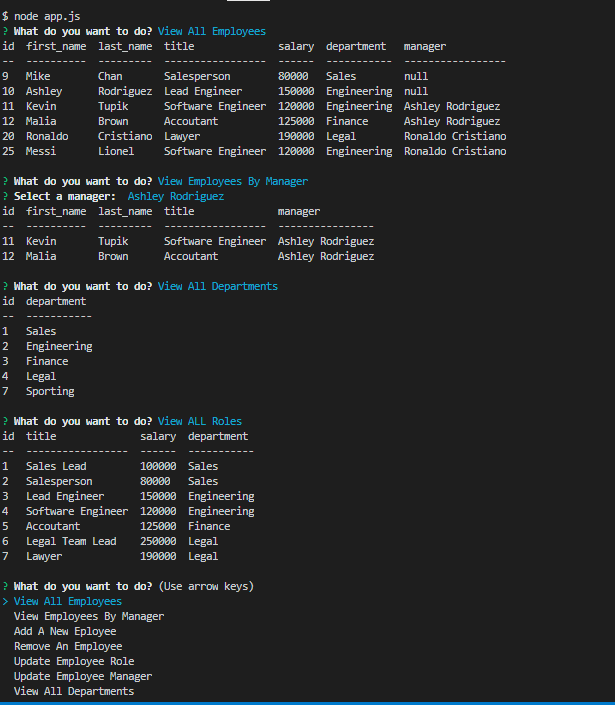 $ node app.js
? What do you want to do? View All Employees
id  first_name  last_name  title              salary  department   manager
--  ----------  ---------  -----------------  ------  -----------  -----------------
9   Mike        Chan       Salesperson        80000   Sales        null
10  Ashley      Rodriguez  Lead Engineer      150000  Engineering  null
11  Kevin       Tupik      Software Engineer  120000  Engineering  Ashley Rodriguez
12  Malia       Brown      Accoutant          125000  Finance      Ashley Rodriguez
20  Ronaldo     Cristiano  Lawyer             190000  Legal        Ronaldo Cristiano
25  Messi       Lionel     Software Engineer  120000  Engineering  Ronaldo Cristiano
? What do you want to do? View Employees By Manager
? Select a manager:  Ashley Rodriguez
id  first_name  last_name  title              manager
--  ----------  ---------  -----------------  ----------------
11  Kevin       Tupik      Software Engineer  Ashley Rodriguez
12  Malia       Brown      Accoutant          Ashley Rodriguez
? What do you want to do? View All Departments
id  department
--  -----------
1   Sales
2   Engineering
3   Finance
4   Legal
7   Sporting
? What do you want to do? View ALL Roles
id  title              salary  department
--  -----------------  ------  -----------
1   Sales Lead         100000  Sales
2   Salesperson        80000   Sales
3   Lead Engineer      150000  Engineering
4   Software Engineer  120000  Engineering
5   Accoutant          125000  Finance
6   Legal Team Lead    250000  Legal
7   Lawyer             190000  Legal
? What do you want to do? (Use arrow keys)
> View All Employees
  View Employees By Manager
  Add A New Eployee
  Remove An Employee
  Update Employee Role
  Update Employee Manager
  View All Departments